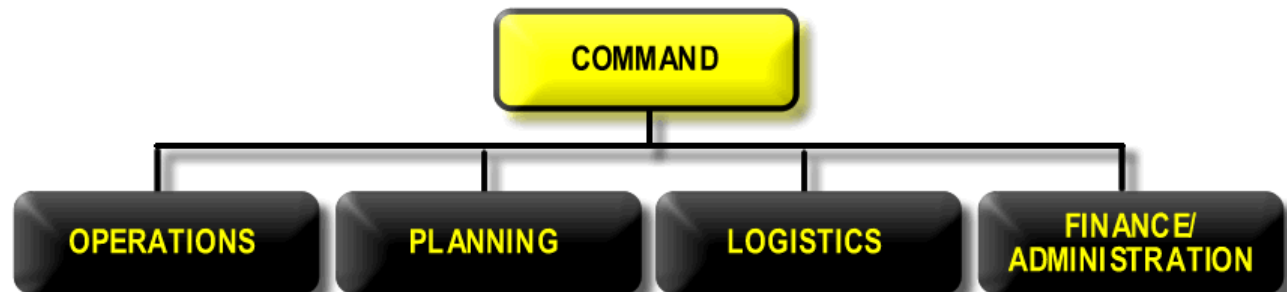 COMMAND
OPERATIONS
PLANNING
LOGISTICS
FINANCE/
ADMINISTRATION